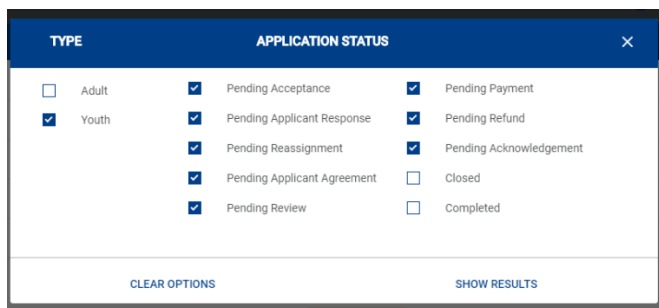 TYPE APPLICATION STATUS
Adult Pending Acceptance Pending Payment
Youth Pending Applicant Response Pending Refund
Pending Reassignment Pending Acknowledgement
Pending Applicant Agreement Closed
Pending Review Completed
CLEAR OPTIONS SHOW RESULTS